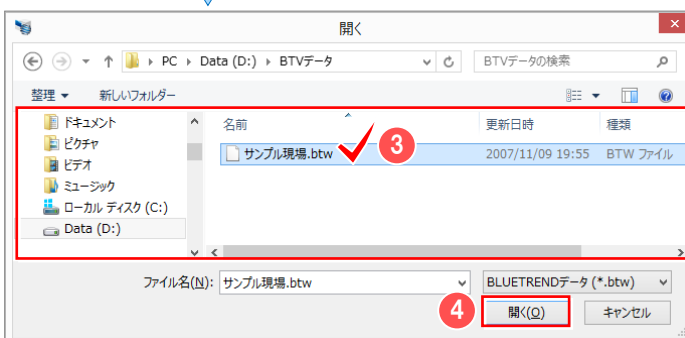 開く
PC ▸ Data (D:) ▸ BTVデータ
BTVデータの検索
整理 ▼ 新しいフォルダー
ドキュメント
ピクチャ
ビデオ
ミュージック
ローカル ディスク (C:)
Data (D:)
名前 更新日時 種類
サンプル現場.btw 2007/11/09 19:55 BTW ファイル
3
ファイル名(N): サンプル現場.btw BLUETRENDデータ (*.btw)
4
開く(O) キャンセル